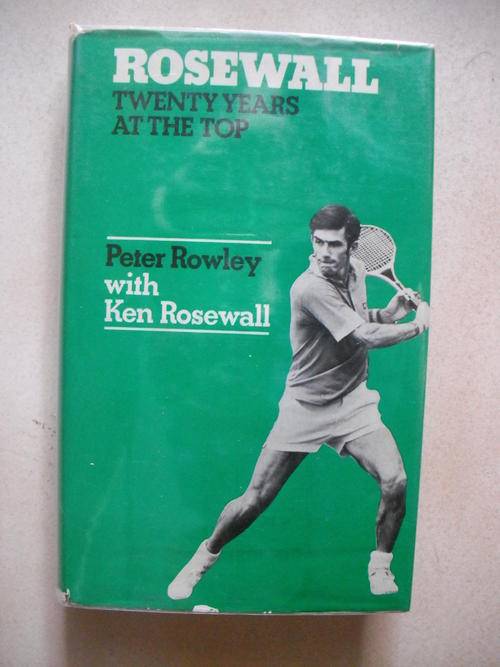 ROSEWALL
TWENTY YEARS
AT THE TOP
Peter Rowley
with
Ken Rosewall